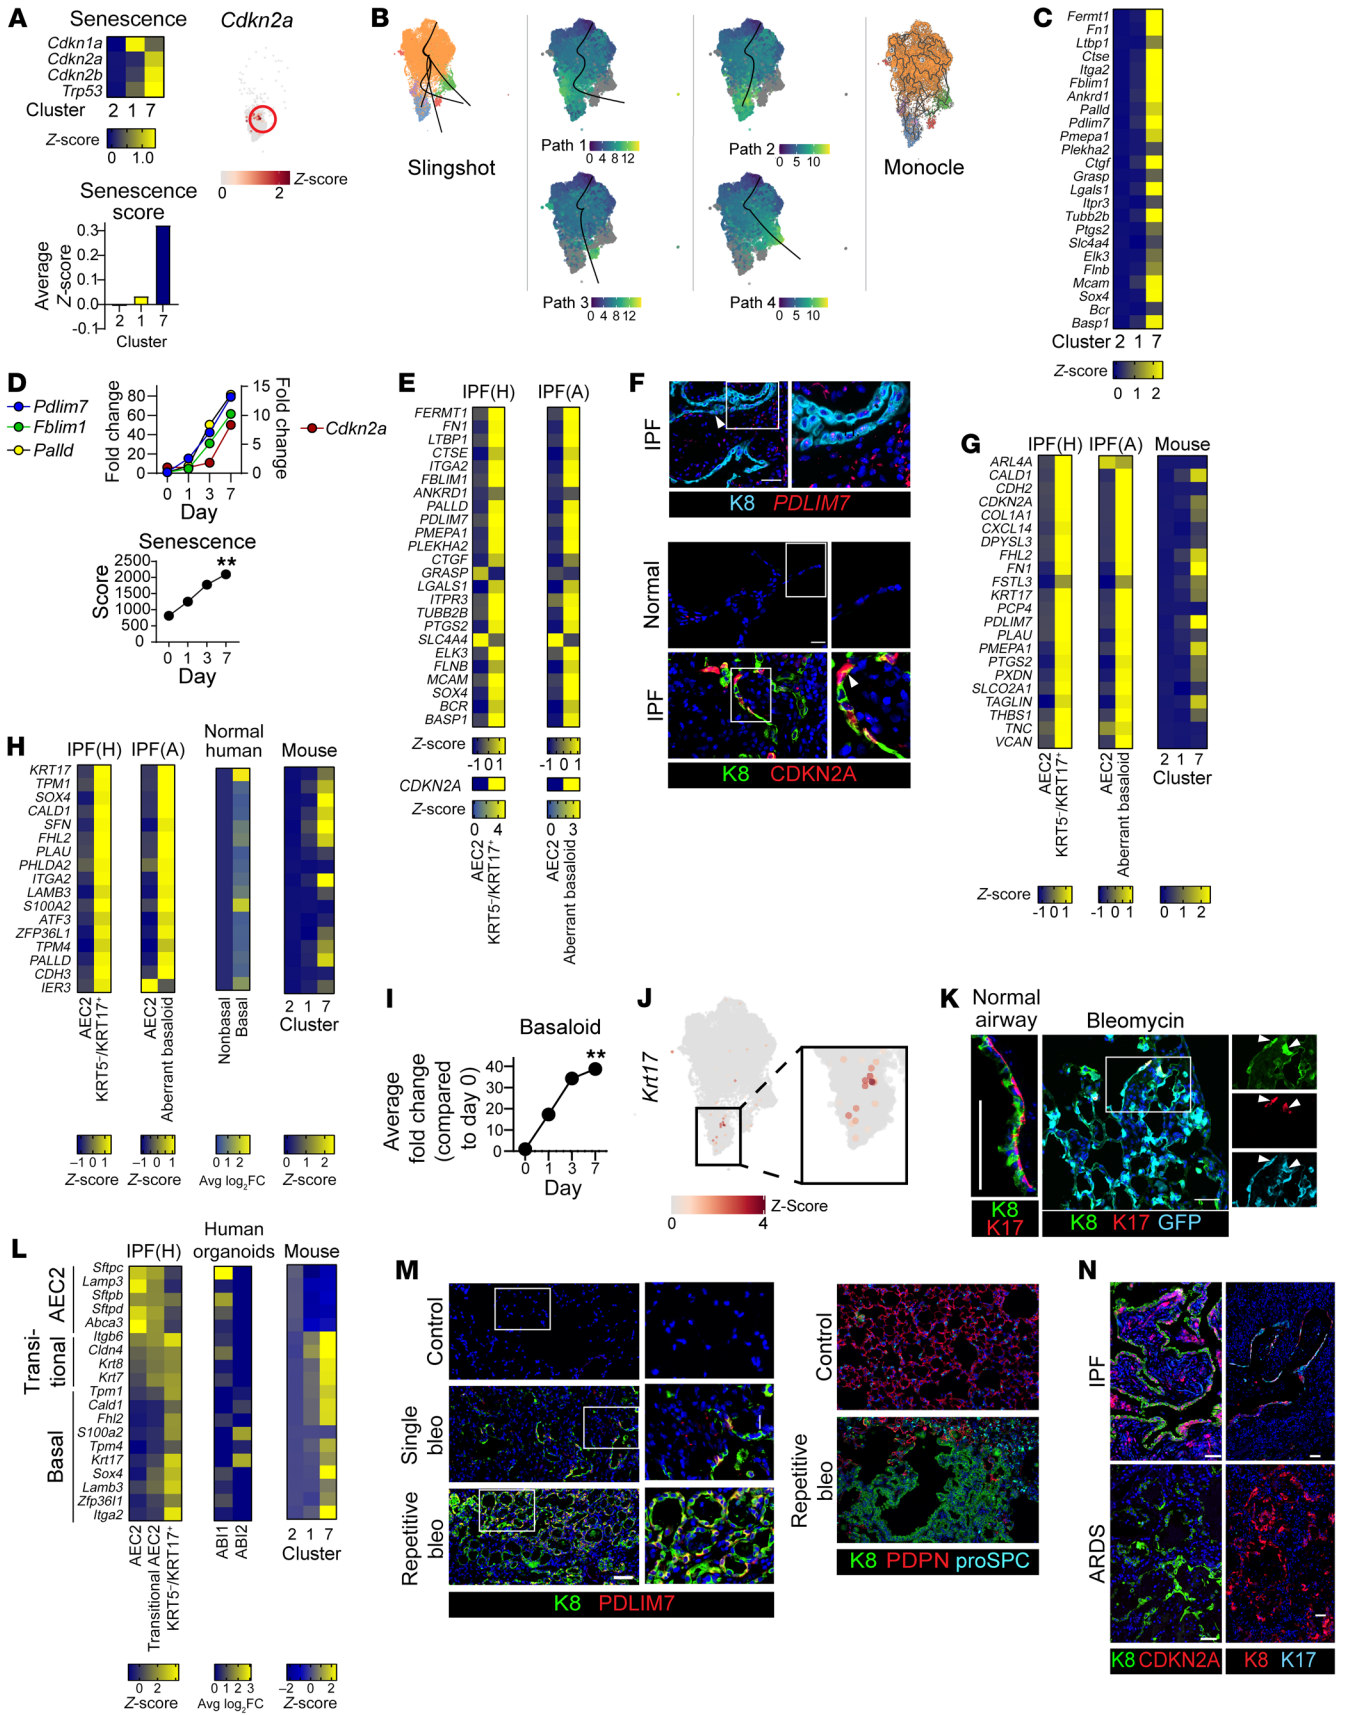 A
Senescence
Cdkn1a
Cdkn2a
Cdkn2b
Trp53
Cluster 2 1 7
Z-score
0 1.0
Cdkn2a
0 2 Z-score
Senescence
score
Average
Z-score
0.3
0.2
0.1
0.0
-0.1
2 1 7
Cluster
B
Slingshot
Path 1
0 4 8 12
Path 2
0 5 10
Path 3
0 4 8 12
Path 4
0 5 10
Monocle
C
Fermt1
Fn1
Ltbp1
Ctse
Itga2
Fblim1
Ankrd1
Palld
Pdlim7
Pmepa1
Plekha2
Ctgf
Grasp
Lgals1
Itpr3
Tubb2b
Ptgs2
Slc4a4
Elk3
Flnb
Mcam
Sox4
Bcr
Basp1
Cluster 2 1 7
Z-score
0 1 2
D
Pdlim7
Fblim1
Palld
Fold change
80
60
40
20
0
15
10
5
0
Fold change
Cdkn2a
0 1 3 7
Day
Senescence
Score
2500
2000
1500
1000
500
0
**
0 1 3 7
Day
E
IPF(H) IPF(A)
FERMT1
FN1
LTBP1
CTSE
ITGA2
FBLIM1
ANKRD1
PALLD
PDLIM7
PMEPA1
PLEKHA2
CTGF
GRASP
LGALS1
ITPR3
TUBB2B
PTGS2
SLC4A4
ELK3
FLNB
MCAM
SOX4
BCR
BASP1
Z-score
-1 0 1 -1 0 1
CDKN2A
Z-score
0 4 0 3
AEC2
KRT5⁻/KRT17⁺
AEC2
Aberrant basaloid
F
IPF
K8 PDLIM7
Normal
IPF
K8 CDKN2A
G
IPF(H) IPF(A) Mouse
ARL4A
CALD1
CDH2
CDKN2A
COL1A1
CXCL14
DPYSL3
FHL2
FN1
FSTL3
KRT17
PCP4
PDLIM7
PLAU
PMEPA1
PTGS2
PXDN
SLCO2A1
TAGLIN
THBS1
TNC
VCAN
AEC2
KRT5⁻/KRT17⁺
AEC2
Aberrant basaloid
2 1 7
Cluster
Z-score
-1 0 1 -1 0 1 0 1 2
H
IPF(H) IPF(A) Normal human Mouse
KRT17
TPM1
SOX4
CALD1
SFN
FHL2
PLAU
PHLDA2
ITGA2
LAMB3
S100A2
ATF3
ZFP36L1
TPM4
PALLD
CDH3
IER3
AEC2
KRT5⁻/KRT17⁺
AEC2
Aberrant basaloid
Nonbasal
Basal
2 1 7
Cluster
−1 0 1 −1 0 1 0 1 2 0 1 2
Z-score Z-score Avg log₂FC Z-score
I
Basaloid
Average
fold change
(compared
to day 0)
40
30
20
10
0
**
0 1 3 7
Day
J
Krt17
0 4 Z-Score
K
Normal
airway
Bleomycin
K8
K17
K8 K17 GFP
L
IPF(H) Human organoids Mouse
AEC2
Transi-
tional
Basal
Sftpc
Lamp3
Sftpb
Sftpd
Abca3
Itgb6
Cldn4
Krt8
Krt7
Tpm1
Cald1
Fhl2
S100a2
Tpm4
Krt17
Sox4
Lamb3
Zfp36l1
Itga2
AEC2
Transitional AEC2
KRT5⁻/KRT17⁺
ABI1
ABI2
2 1 7
Cluster
0 2 0 1 2 3 −2 0 2
Z-score Avg log₂FC Z-score
M
Control
Single
bleo
Repetitive
bleo
K8 PDLIM7
Control
Repetitive
bleo
K8 PDPN proSPC
N
IPF
ARDS
K8 CDKN2A
K8 K17